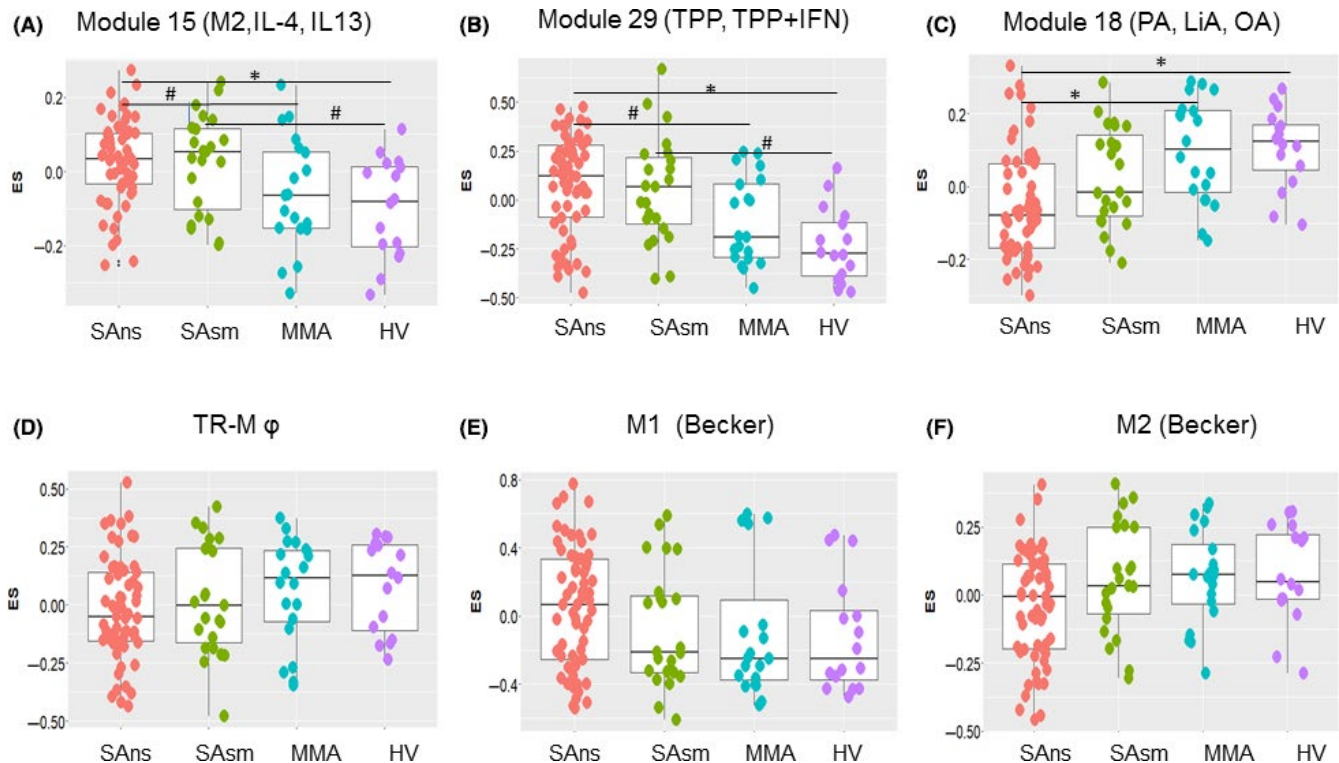 (A) Module 15 (M2,IL-4, IL13)
*
#
#
0.2
0.0
−0.2
ES
SAns SAsm MMA HV
(B) Module 29 (TPP, TPP+IFN)
*
#
#
0.50
0.25
0.00
−0.25
−0.50
ES
SAns SAsm MMA HV
(C) Module 18 (PA, LiA, OA)
*
*
0.2
0.0
−0.2
ES
SAns SAsm MMA HV
(D) TR-M φ
0.50
0.25
0.00
−0.25
−0.50
ES
SAns SAsm MMA HV
(E) M1 (Becker)
0.8
0.4
0.0
−0.4
ES
SAns SAsm MMA HV
(F) M2 (Becker)
0.25
0.00
−0.25
−0.50
ES
SAns SAsm MMA HV